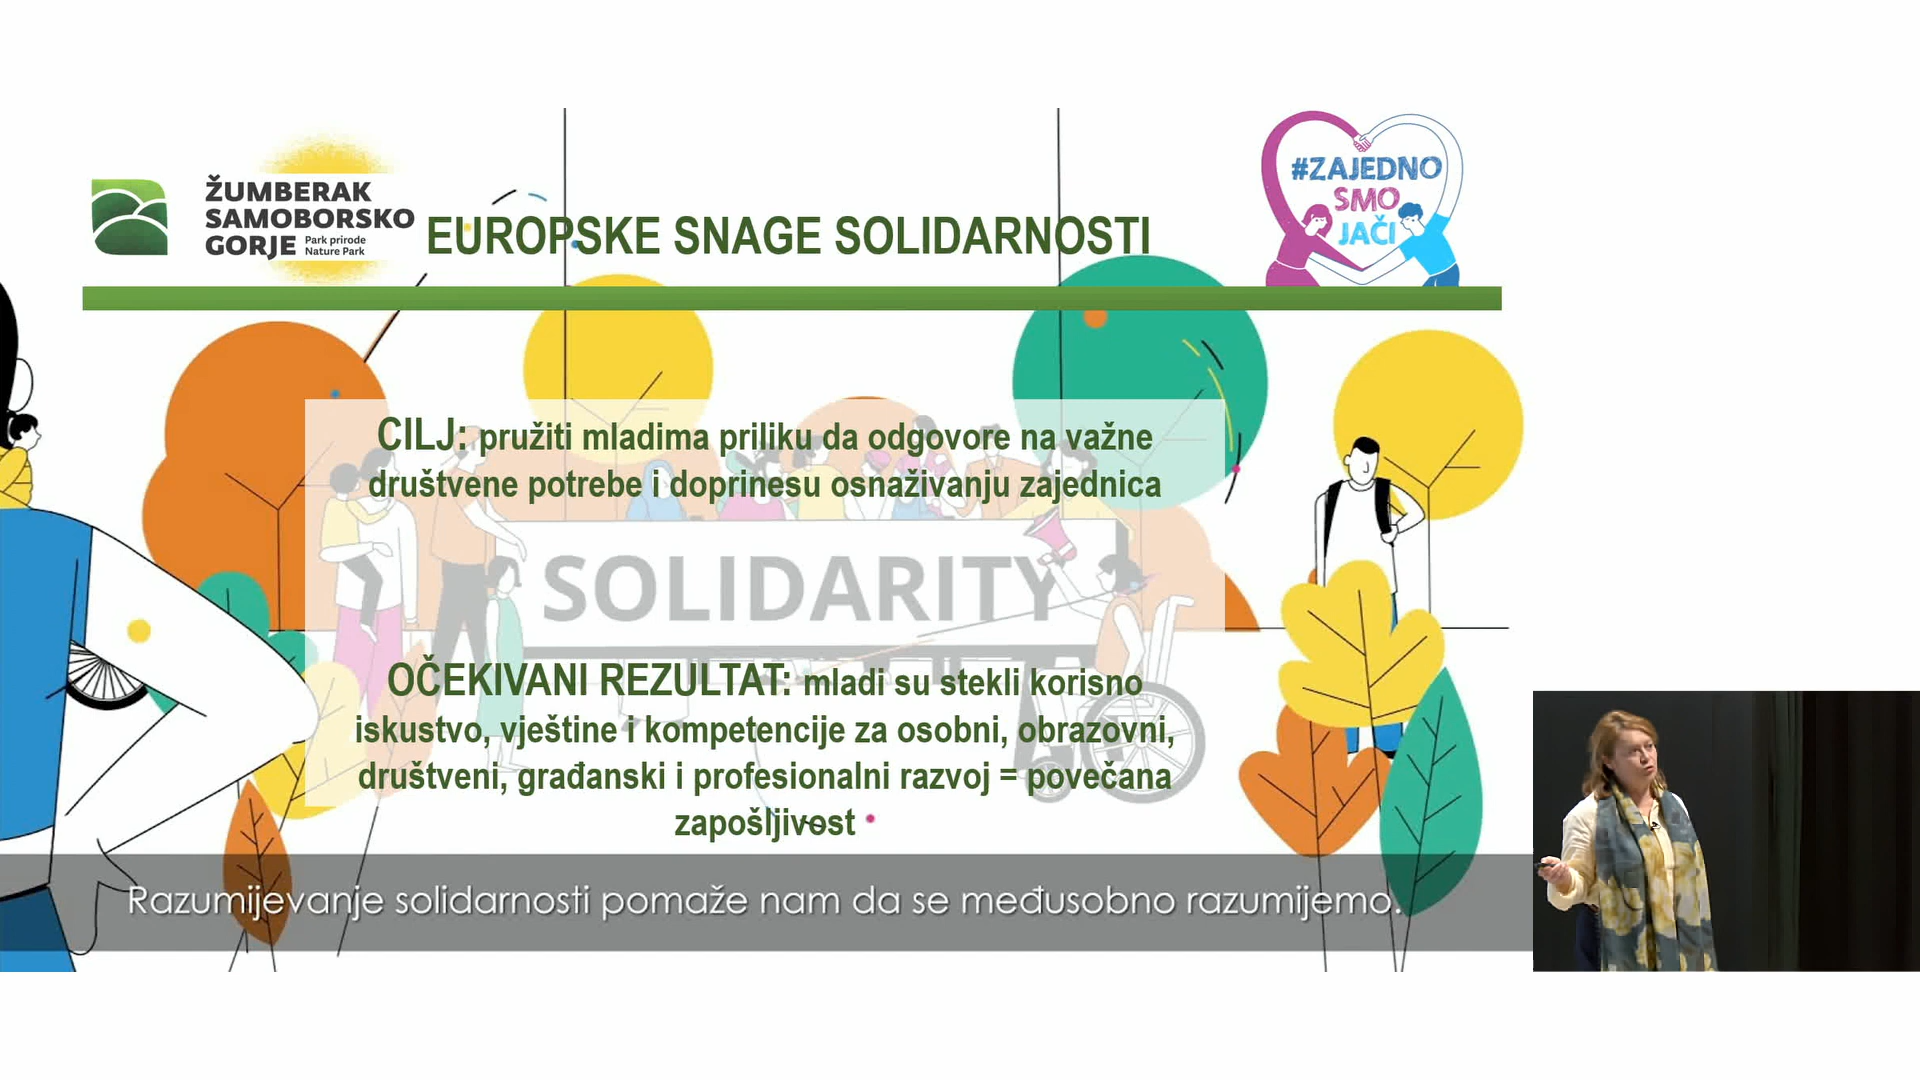 ŽUMBERAK
SAMOBORSKO
GORJE
Park prirode
Nature Park
EUROPSKE SNAGE SOLIDARNOSTI
#ZAJEDNO
SMO
JAČI
CILJ: pružiti mladima priliku da odgovore na važne
društvene potrebe i doprinesu osnaživanju zajednica
SOLIDARITY
OČEKIVANI REZULTAT: mladi su stekli korisno
iskustvo, vještine i kompetencije za osobni, obrazovni,
društveni, građanski i profesionalni razvoj = povečana
zapošljivost
Razumijevanje solidarnosti pomaže nam da se međusobno razumijemo.